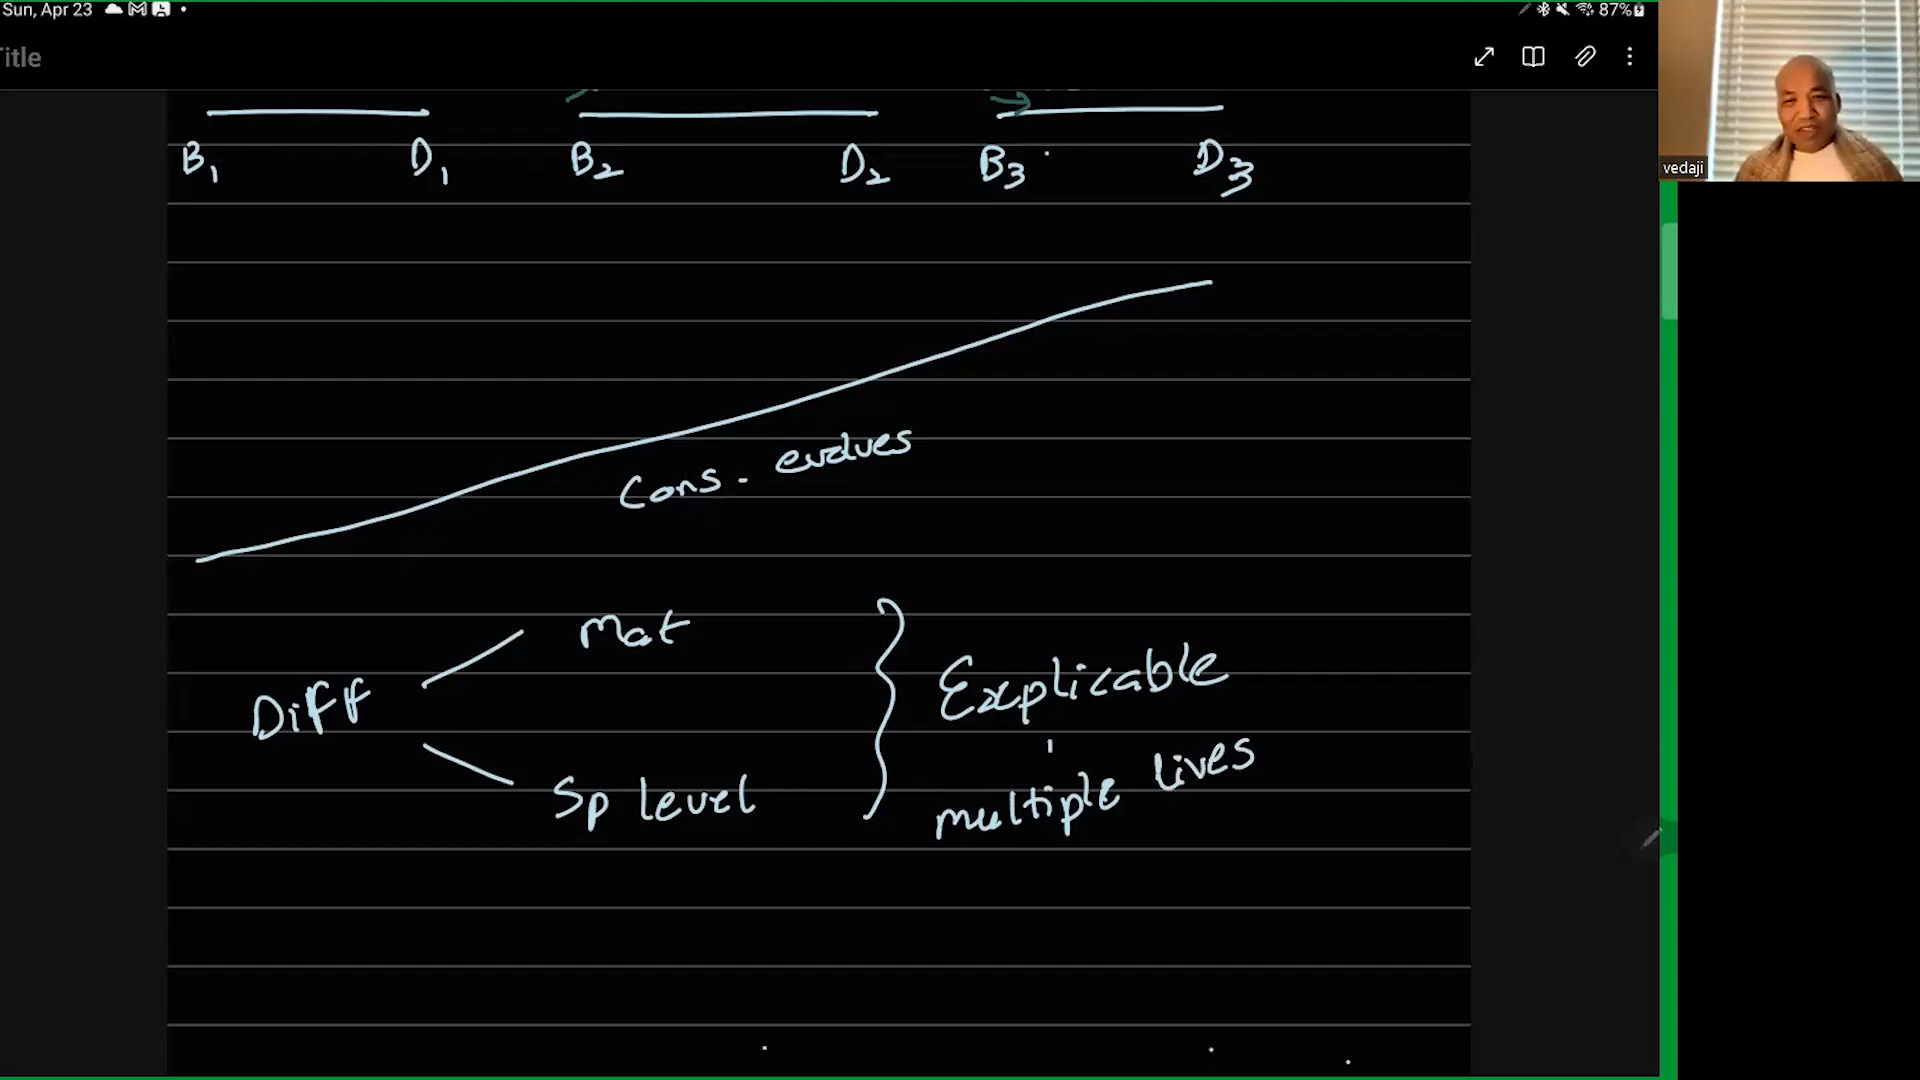 Sun, Apr 23
87%
itle
vedaji
B1 D1 B2 D2 B3 D3
Cons. evolves
Diff
Mat
Sp level
Explicable
multiple lives